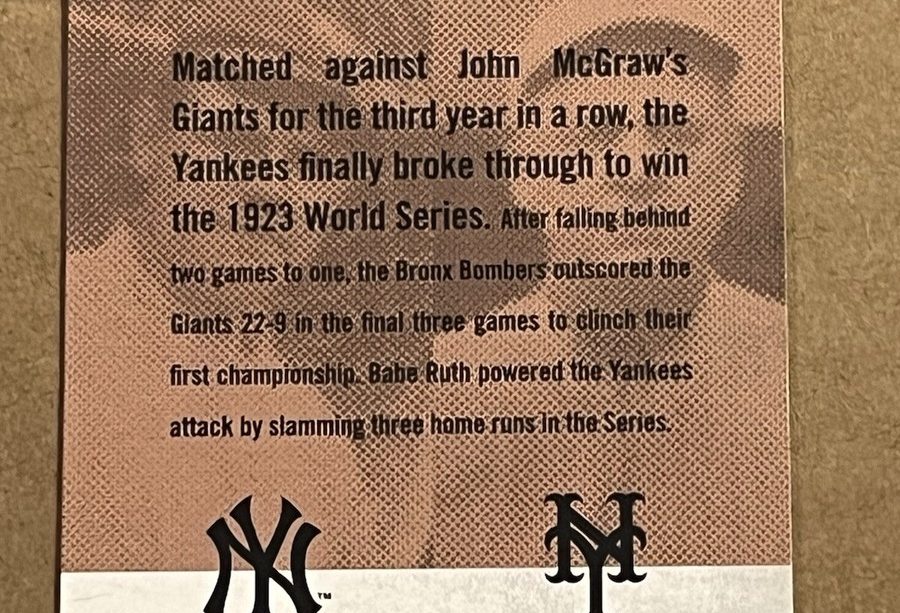 Matched against John McGraw's
Giants for the third year in a row, the
Yankees finally broke through to win
the 1923 World Series. After falling behind
two games to one, the Bronx Bombers outscored the
Giants 22-9 in the final three games to clinch their
first championship. Babe Ruth powered the Yankees
attack by slamming three home runs in the Series.
NY ™ NY